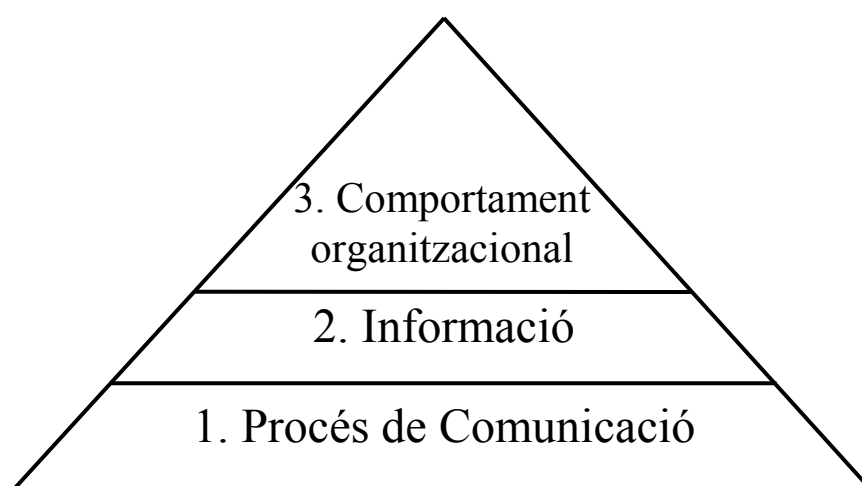 3. Comportament
organitzacional
2. Informació
1. Procés de Comunicació